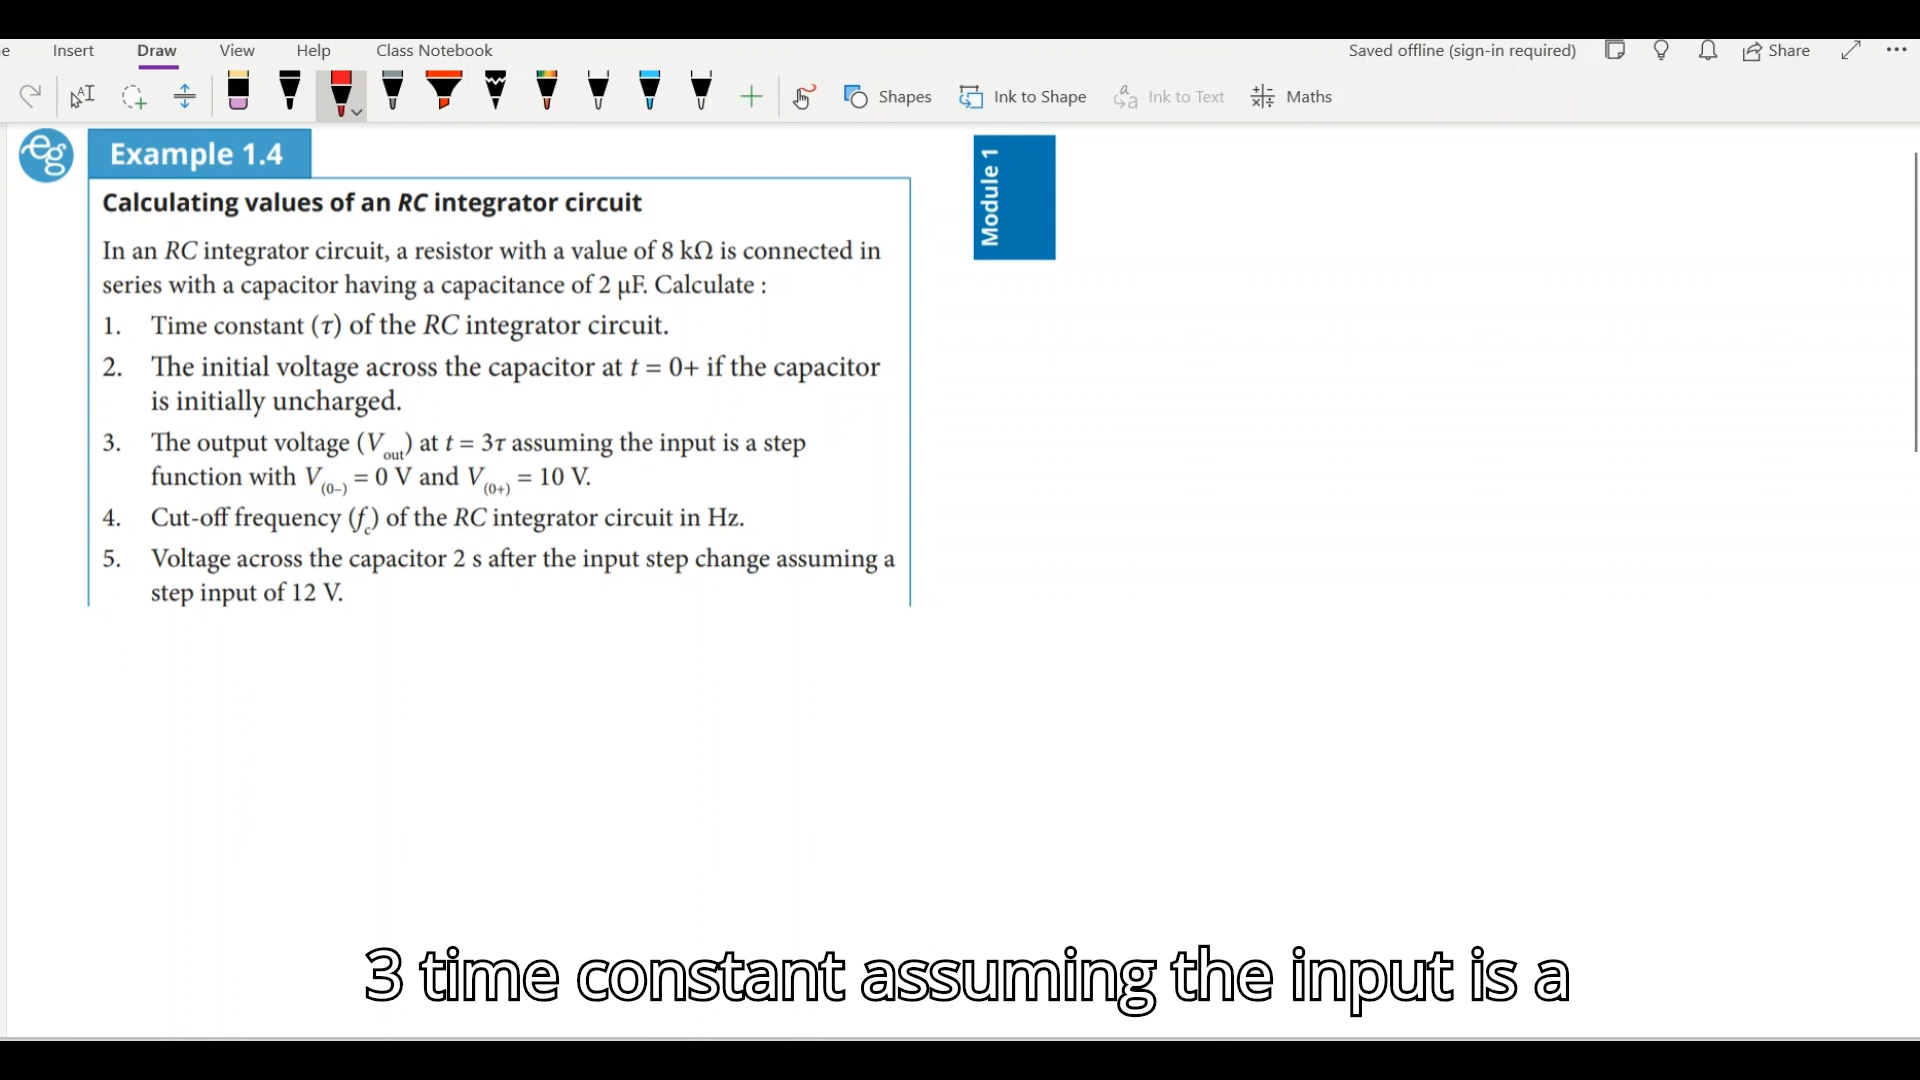 Insert Draw View Help Class Notebook Saved offline (sign-in required) Share
Shapes Ink to Shape Ink to Text Maths
eg Example 1.4
Module 1
Calculating values of an RC integrator circuit
In an RC integrator circuit, a resistor with a value of 8 kΩ is connected in
series with a capacitor having a capacitance of 2 μF. Calculate :
1. Time constant (τ) of the RC integrator circuit.
2. The initial voltage across the capacitor at t = 0+ if the capacitor
is initially uncharged.
3. The output voltage (Vout) at t = 3τ assuming the input is a step
function with V(0−) = 0 V and V(0+) = 10 V.
4. Cut-off frequency (fc) of the RC integrator circuit in Hz.
5. Voltage across the capacitor 2 s after the input step change assuming a
step input of 12 V.
3 time constant assuming the input is a